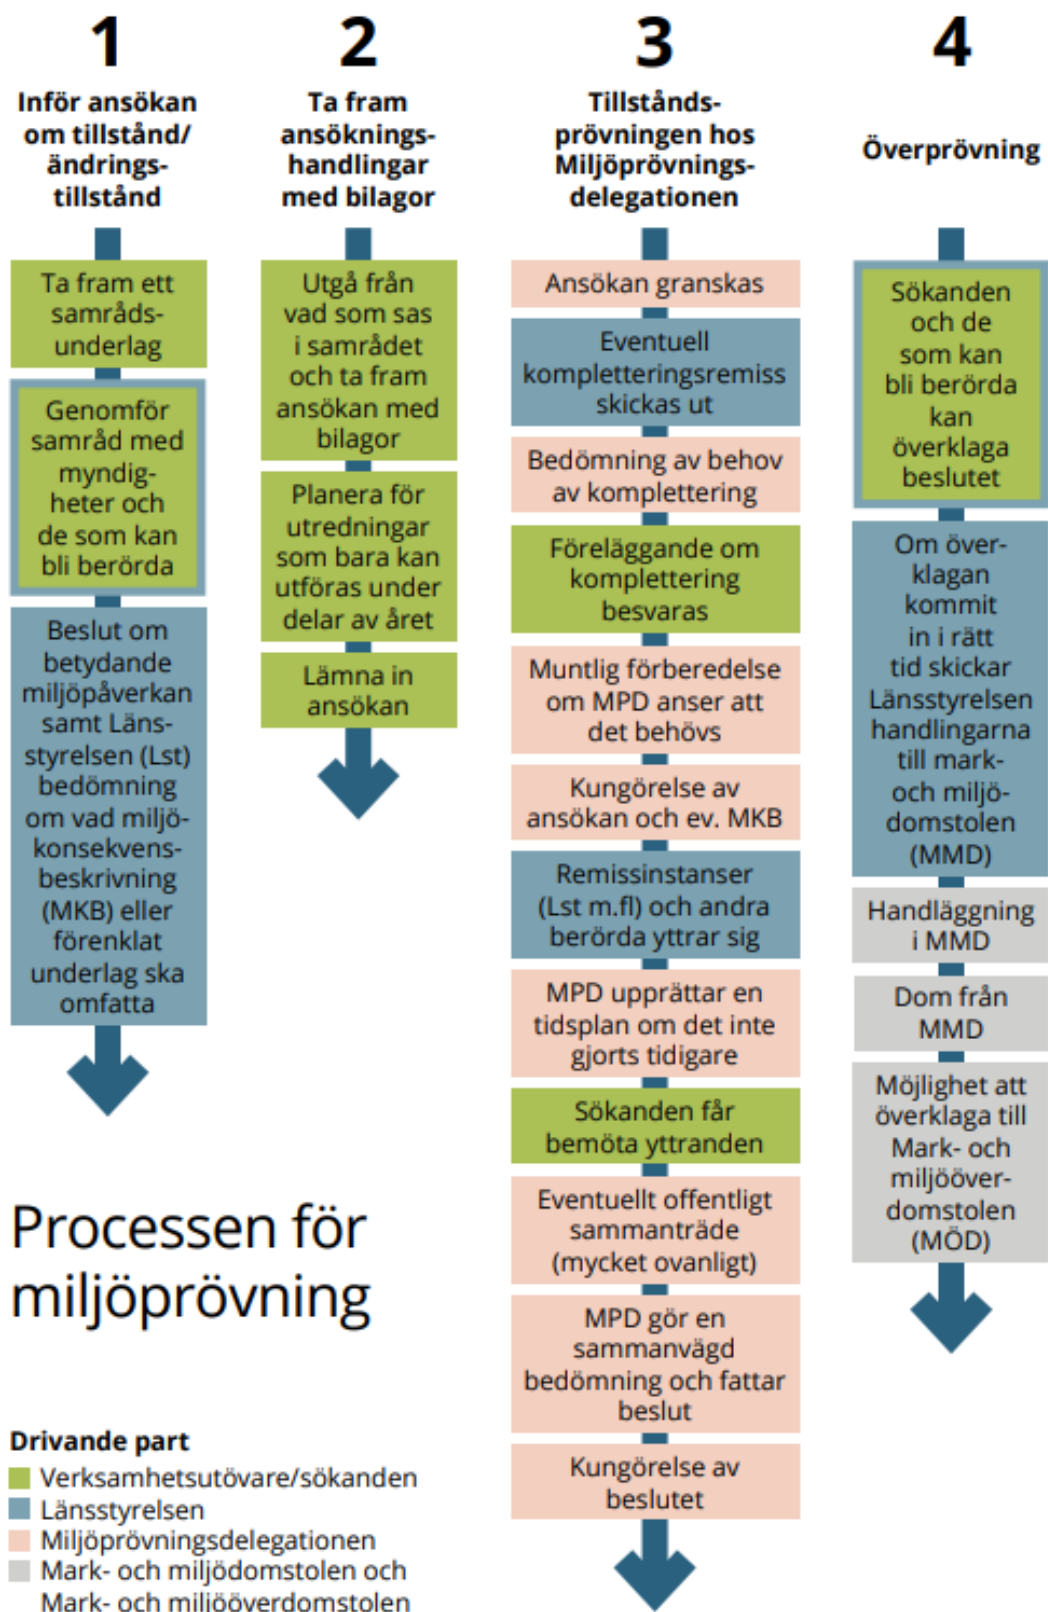 1
Inför ansökan
om tillstånd/
ändrings-
tillstånd
Ta fram ett
samråds-
underlag
Genomför
samråd med
myndig-
heter och
de som kan
bli berörda
Beslut om
betydande
miljöpåverkan
samt Läns-
styrelsen (Lst)
bedömning
om vad miljö-
konsekvens-
beskrivning
(MKB) eller
förenklat
underlag ska
omfatta
2
Ta fram
ansöknings-
handlingar
med bilagor
Utgå från
vad som sas
i samrådet
och ta fram
ansökan med
bilagor
Planera för
utredningar
som bara kan
utföras under
delar av året
Lämna in
ansökan
3
Tillstånds-
prövningen hos
Miljöprövnings-
delegationen
Ansökan granskas
Eventuell
kompletteringsremiss
skickas ut
Bedömning av behov
av komplettering
Föreläggande om
komplettering
besvaras
Muntlig förberedelse
om MPD anser att
det behövs
Kungörelse av
ansökan och ev. MKB
Remissinstanser
(Lst m.fl) och andra
berörda yttrar sig
MPD upprättar en
tidsplan om det inte
gjorts tidigare
Sökanden får
bemöta yttranden
Eventuellt offentligt
sammanträde
(mycket ovanligt)
MPD gör en
sammanvägd
bedömning och fattar
beslut
Kungörelse av
beslutet
4
Överprövning
Sökanden
och de
som kan
bli berörda
kan
överklaga
beslutet
Om över-
klagan
kommit
in i rätt
tid skickar
Länsstyrelsen
handlingarna
till mark-
och miljö-
domstolen
(MMD)
Handläggning
i MMD
Dom från
MMD
Möjlighet att
överklaga till
Mark- och
miljööver-
domstolen
(MÖD)
Processen för
miljöprövning
Drivande part
Verksamhetsutövare/sökanden
Länsstyrelsen
Miljöprövningsdelegationen
Mark- och miljödomstolen och
Mark- och miljööverdomstolen